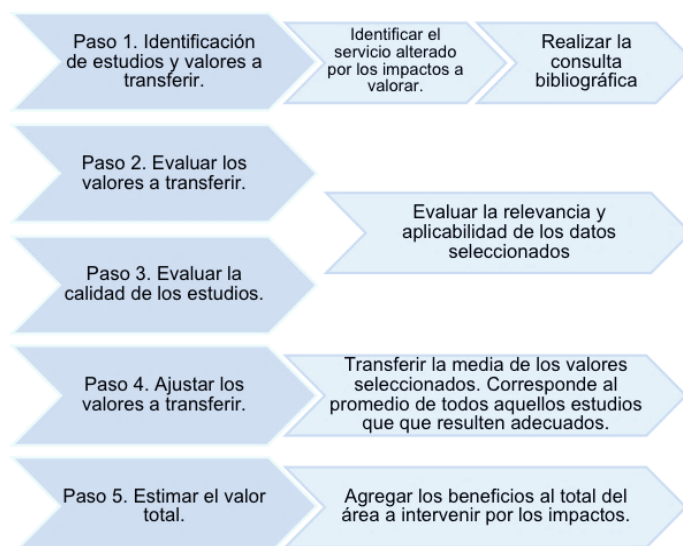 Paso 1. Identificación
de estudios y valores a
transferir.
Identificar el
servicio alterado
por los impactos a
valorar.
Realizar la
consulta
bibliográfica
Paso 2. Evaluar los
valores a transferir.
Paso 3. Evaluar la
calidad de los estudios.
Evaluar la relevancia y
aplicabilidad de los datos
seleccionados
Paso 4. Ajustar los
valores a transferir.
Transferir la media de los valores
seleccionados. Corresponde al
promedio de todos aquellos estudios
que que resulten adecuados.
Paso 5. Estimar el valor
total.
Agregar los beneficios al total del
área a intervenir por los impactos.